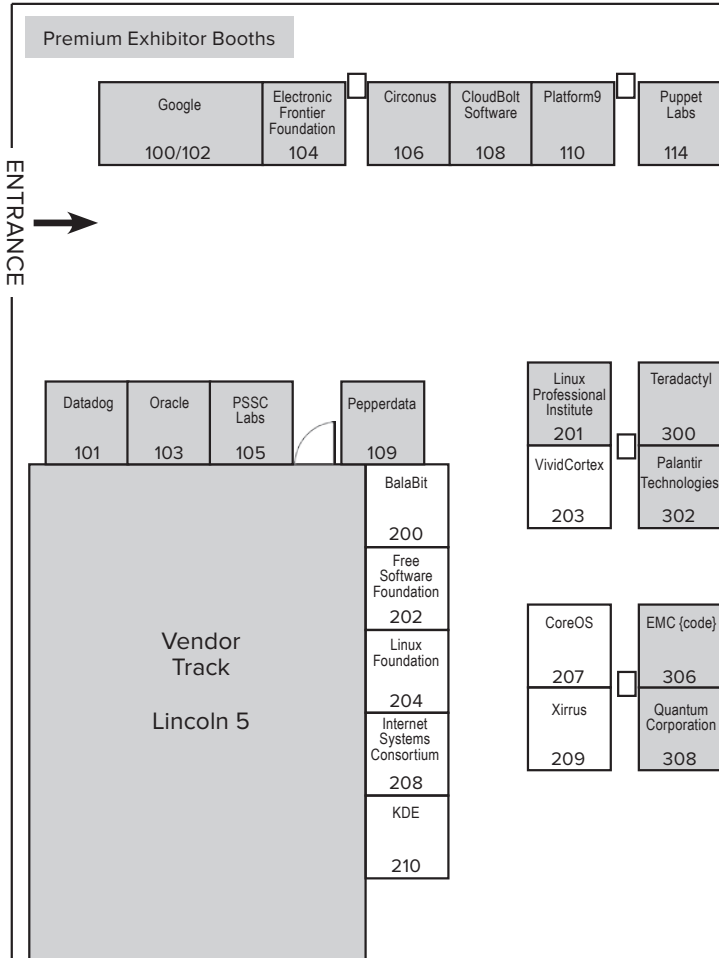 Premium Exhibitor Booths
Google
100/102
Electronic
Frontier
Foundation
104
Circonus
106
CloudBolt
Software
108
Platform9
110
Puppet
Labs
114
ENTRANCE
Datadog
101
Oracle
103
PSSC
Labs
105
Pepperdata
109
Linux
Professional
Institute
201
Teradactyl
300
VividCortex
203
Palantir
Technologies
302
BalaBit
200
Free
Software
Foundation
202
Linux
Foundation
204
Internet
Systems
Consortium
208
KDE
210
Vendor
Track
Lincoln 5
CoreOS
207
EMC {code}
306
Xirrus
209
Quantum
Corporation
308